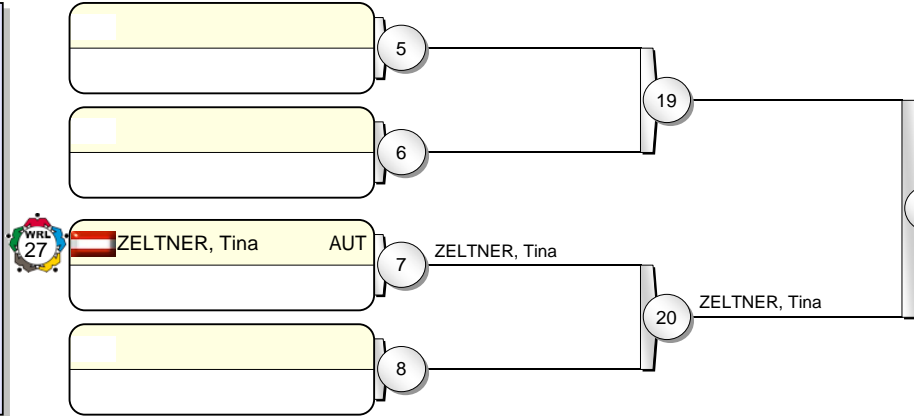 5
19
6
WRL
27
ZELTNER, Tina AUT
7
ZELTNER, Tina
20
ZELTNER, Tina
8